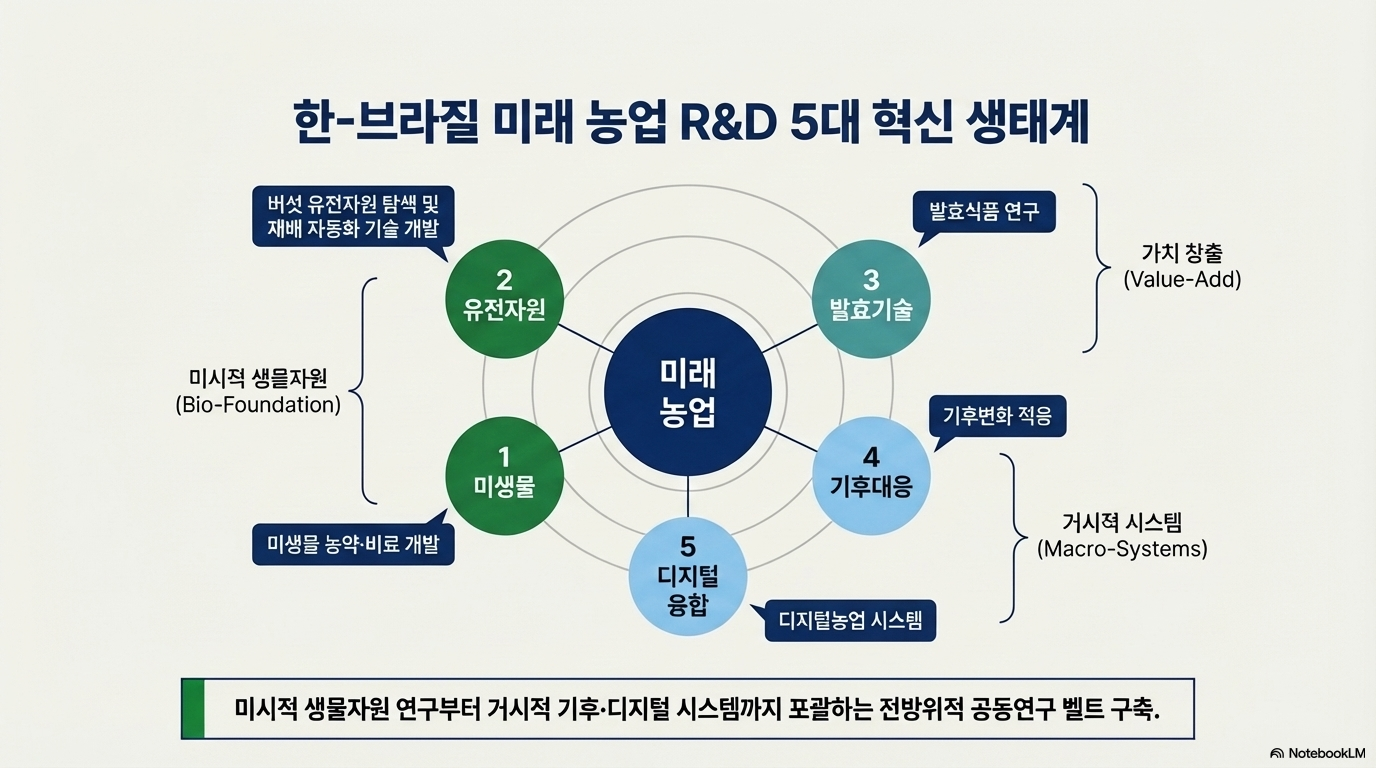 한-브라질 미래 농업 R&D 5대 혁신 생태계
버섯 유전자원 탐색 및
재배 자동화 기술 개발
2
유전자원
미시적 생물자원
(Bio-Foundation)
1
미생물
미생물 농약·비료 개발
미래
농업
발효식품 연구
3
발효기술
가치 창출
(Value-Add)
기후변화 적응
4
기후대응
거시적 시스템
(Macro-Systems)
5
디지털
융합
디지털농업 시스템
미시적 생물자원 연구부터 거시적 기후·디지털 시스템까지 포괄하는 전방위적 공동연구 벨트 구축.
NotebookLM